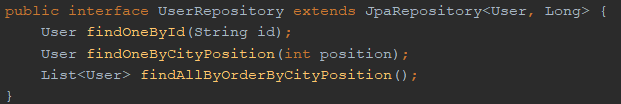 public interface UserRepository extends JpaRepository<User, Long> {
    User findOneById(String id);
    User findOneByCityPosition(int position);
    List<User> findAllByOrderByCityPosition();
}